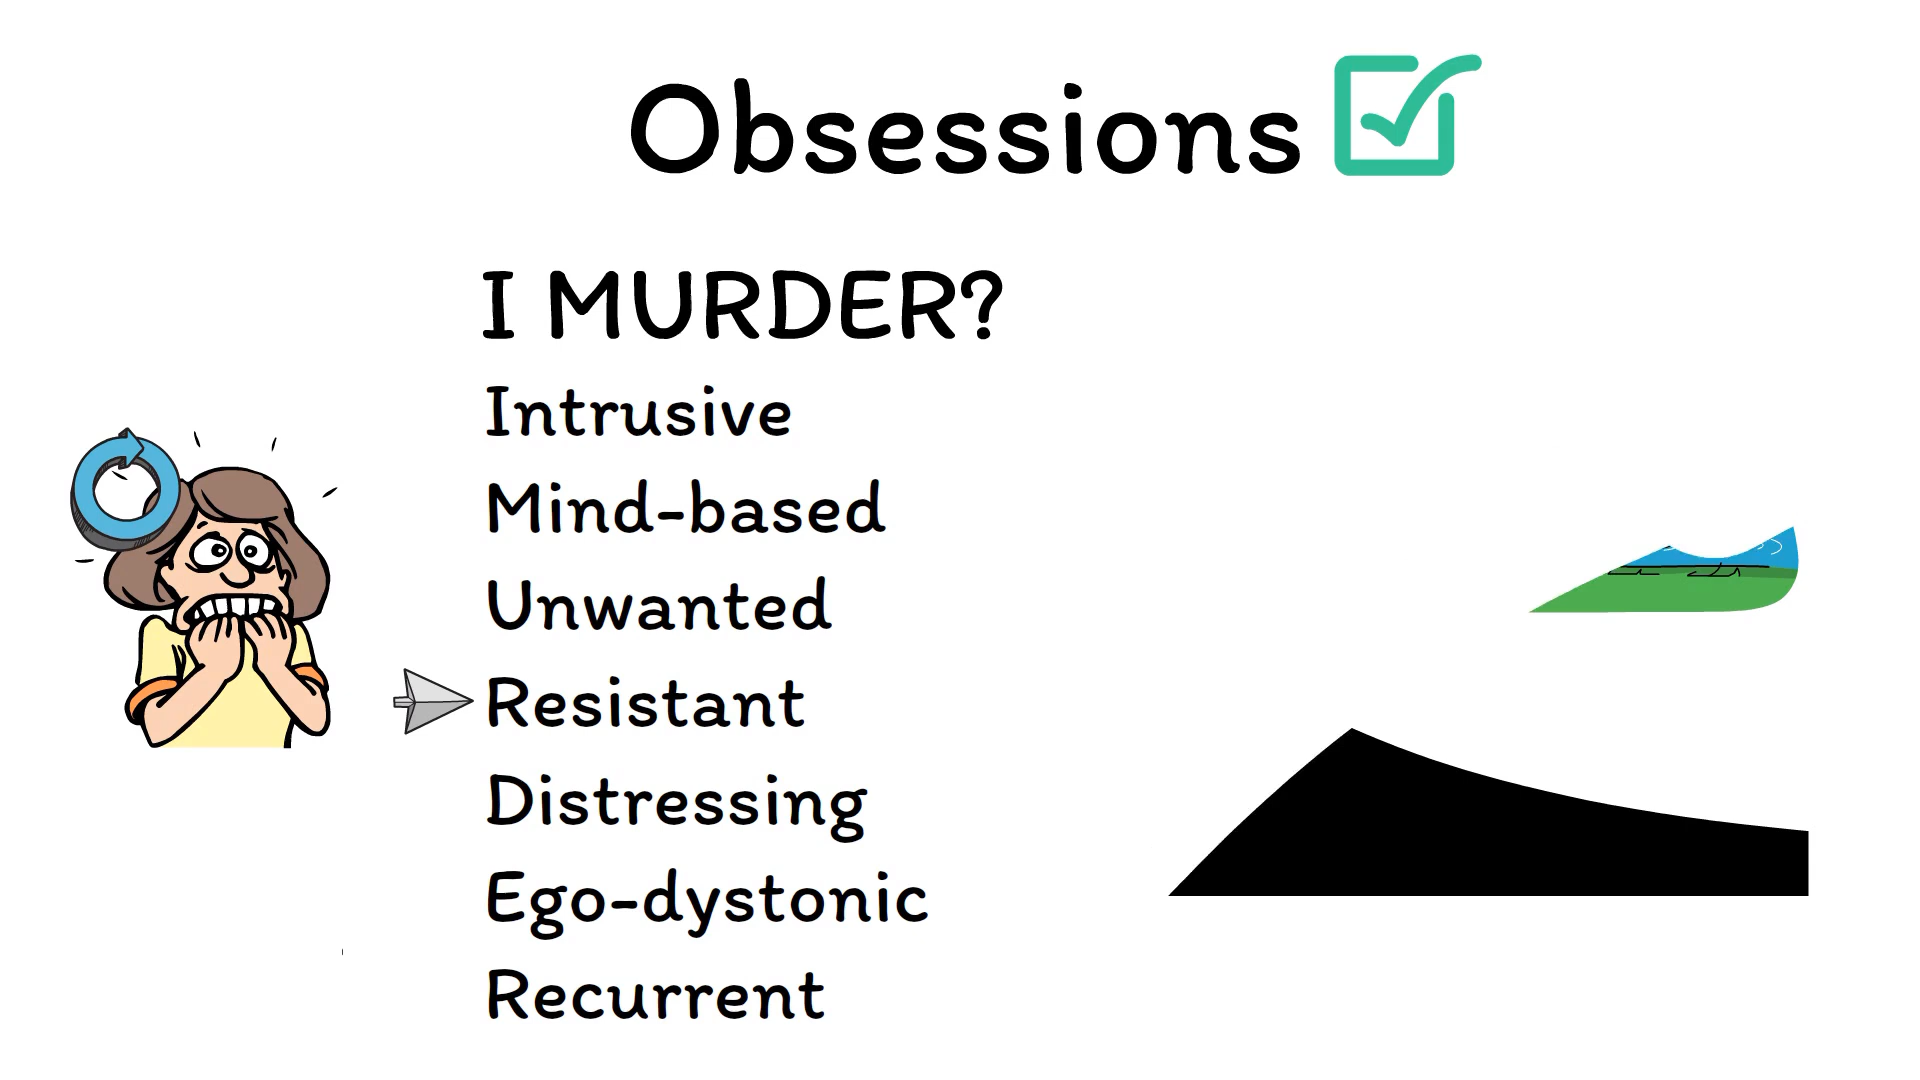 Obsessions
I MURDER?
Intrusive
Mind-based
Unwanted
Resistant
Distressing
Ego-dystonic
Recurrent